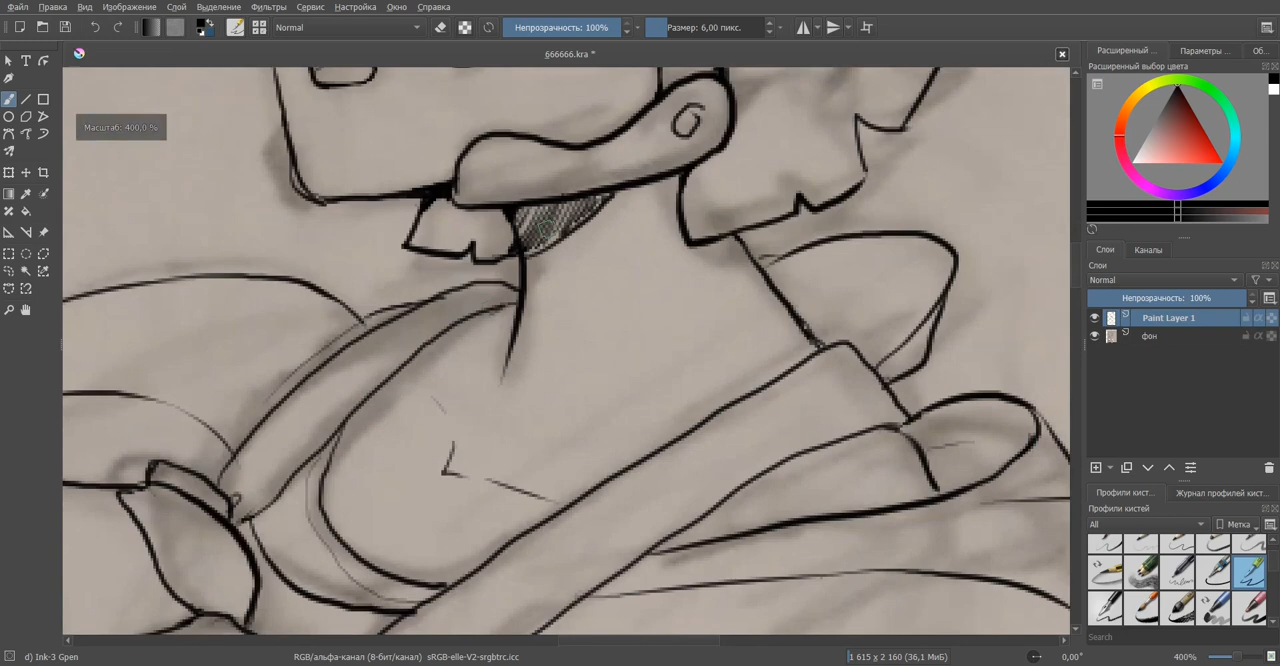 Файл Правка Вид Изображение Слой Выделение Фильтры Сервис Настройка Окно Справка
Normal Непрозрачность: 100% Размер: 6,00 пикс.
666666.kra *
Расширенный ... Параметры ... Об...
Расширенный выбор цвета
Масштаб: 400,0 %
Слои Каналы
Слои
Normal
Непрозрачность: 100%
Paint Layer 1
фон
Профили кист... Журнал профилей кист...
Профили кистей
All Метка
Search
d) Ink-3 Gpen RGB/альфа-канал (8-бит/канал) sRGB-elle-V2-srgbtrc.icc 1 615 x 2 160 (36,1 МиБ) 0,00° 400%